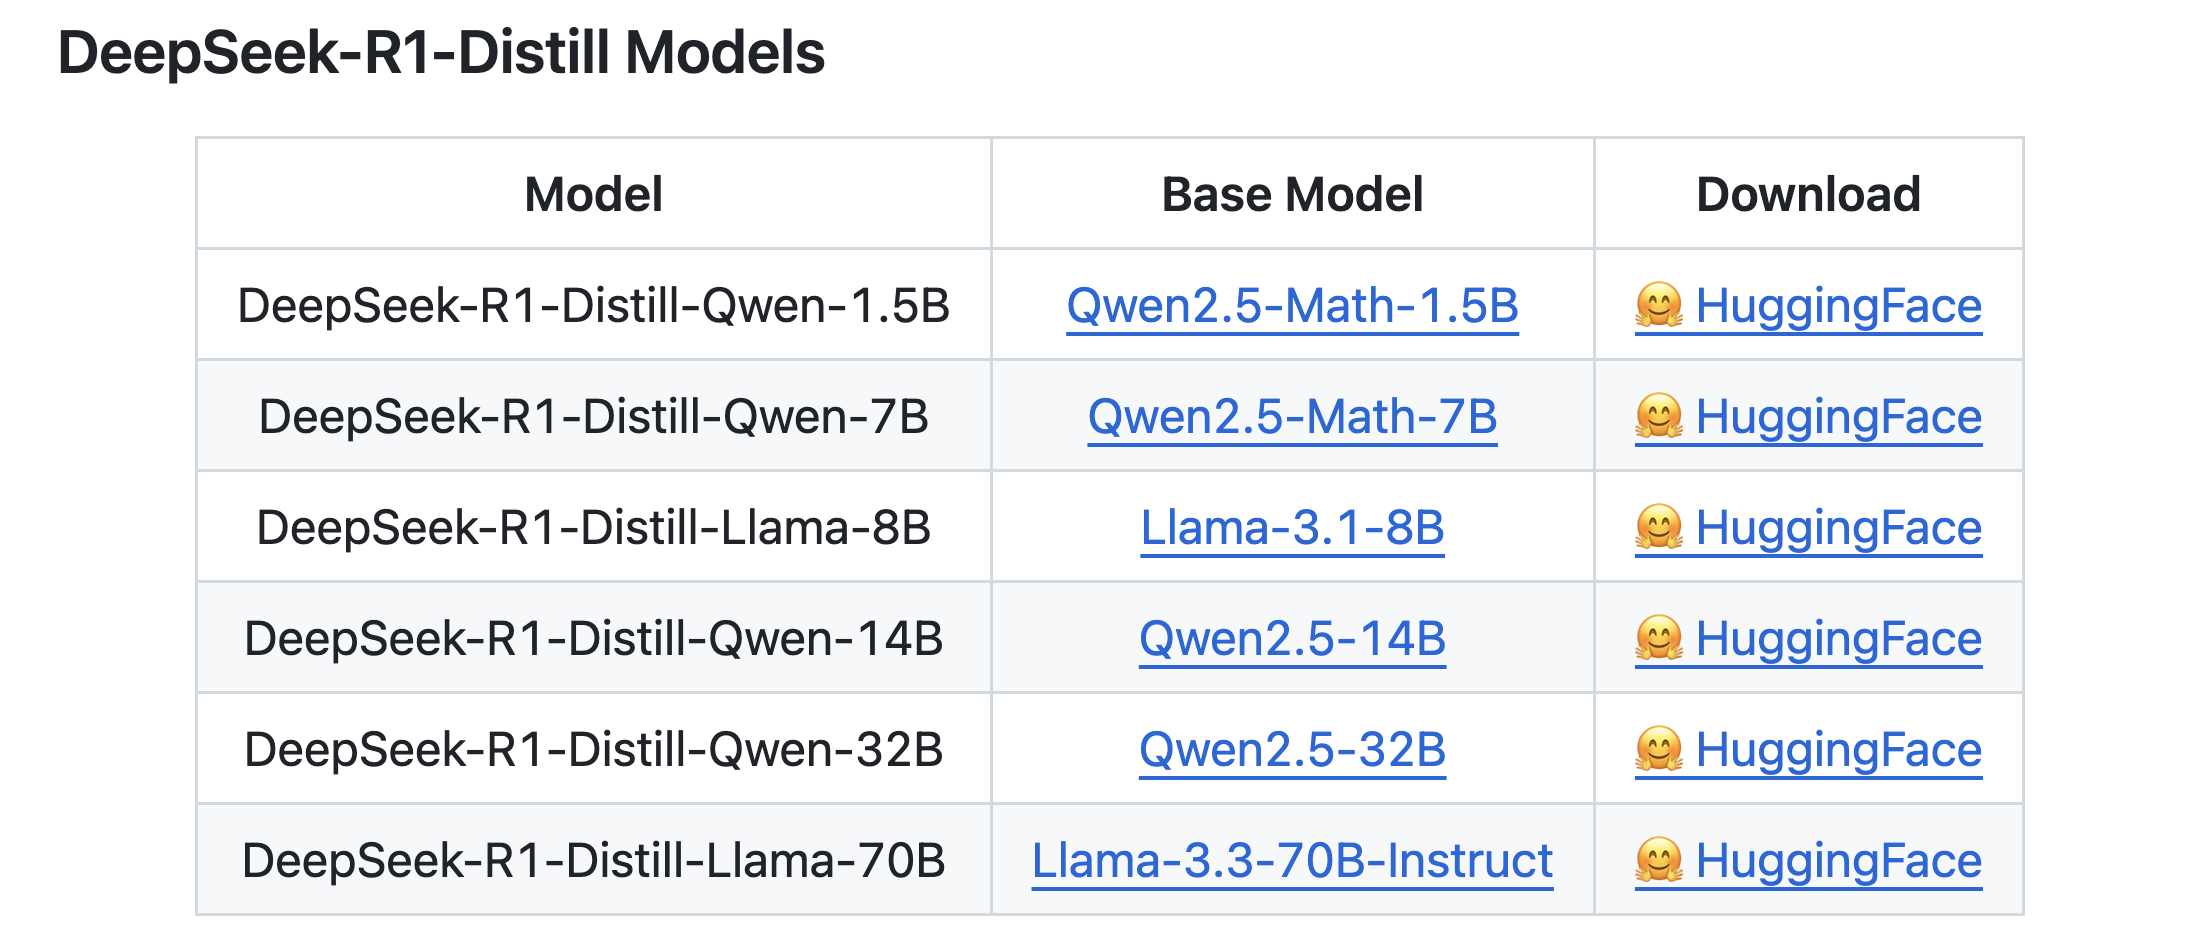 DeepSeek-R1-Distill Models
Model Base Model Download
DeepSeek-R1-Distill-Qwen-1.5B Qwen2.5-Math-1.5B 🤗 HuggingFace
DeepSeek-R1-Distill-Qwen-7B Qwen2.5-Math-7B 🤗 HuggingFace
DeepSeek-R1-Distill-Llama-8B Llama-3.1-8B 🤗 HuggingFace
DeepSeek-R1-Distill-Qwen-14B Qwen2.5-14B 🤗 HuggingFace
DeepSeek-R1-Distill-Qwen-32B Qwen2.5-32B 🤗 HuggingFace
DeepSeek-R1-Distill-Llama-70B Llama-3.3-70B-Instruct 🤗 HuggingFace